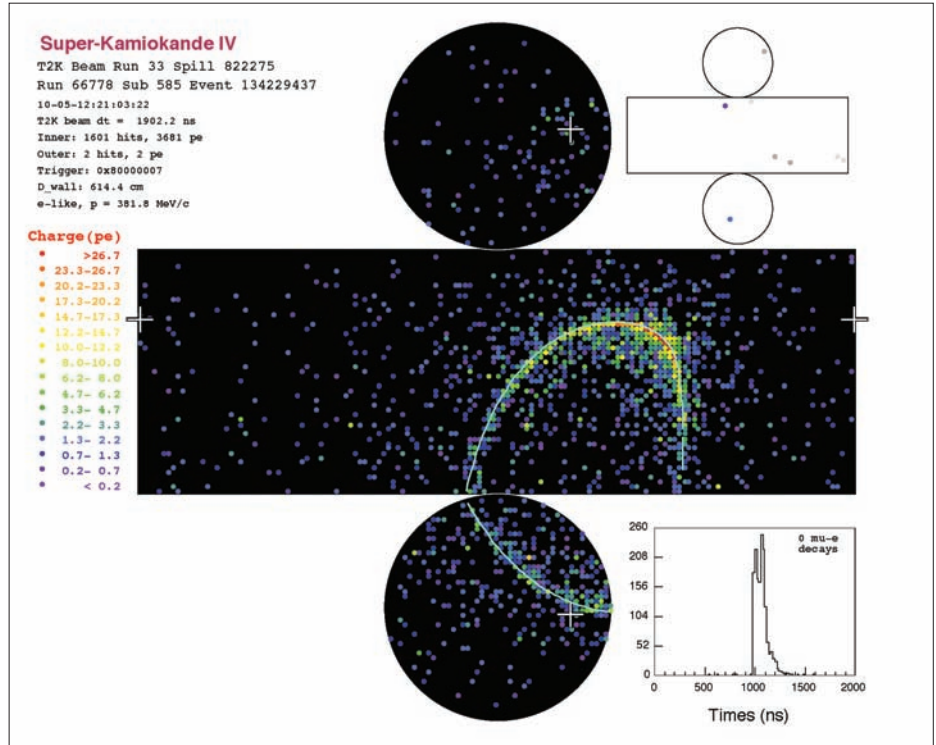 Super-Kamiokande IV
T2K Beam Run 33 Spill 822275
Run 66778 Sub 585 Event 134229437
10-05-12:21:03:22
T2K beam dt = 1902.2 ns
Inner: 1601 hits, 3681 pe
Outer: 2 hits, 2 pe
Trigger: 0x80000007
D_wall: 614.4 cm
e-like, p = 381.8 MeV/c
Charge(pe)
>26.7
23.3-26.7
20.2-23.3
17.3-20.2
14.7-17.3
12.2-14.7
10.0-12.2
8.0-10.0
6.2- 8.0
4.7- 6.2
3.3- 4.7
2.2- 3.3
1.3- 2.2
0.7- 1.3
0.2- 0.7
< 0.2
0 mu-e
decays
260
208
156
104
52
0
0 500 1000 1500 2000
Times (ns)